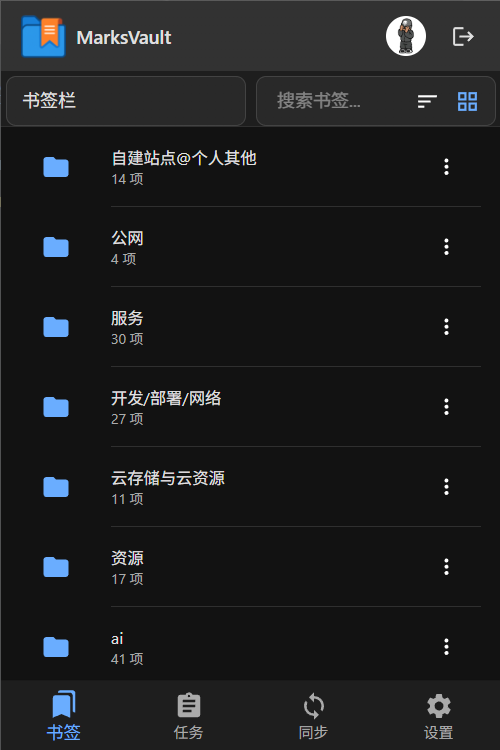 MarksVault
书签栏
搜索书签...
自建站点@个人其他
14 项
公网
4 项
服务
30 项
开发/部署/网络
27 项
云存储与云资源
11 项
资源
17 项
ai
41 项
书签
任务
同步
设置